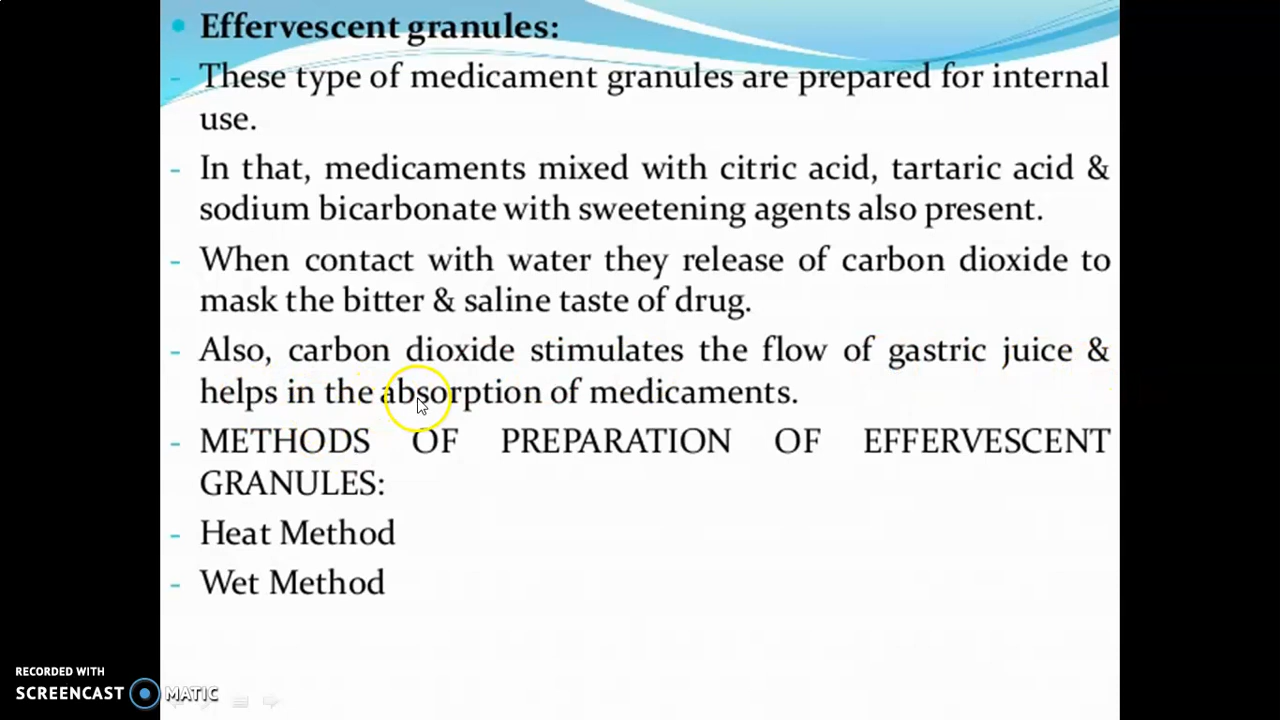 Effervescent granules:
- These type of medicament granules are prepared for internal
use.
- In that, medicaments mixed with citric acid, tartaric acid &
sodium bicarbonate with sweetening agents also present.
- When contact with water they release of carbon dioxide to
mask the bitter & saline taste of drug.
- Also, carbon dioxide stimulates the flow of gastric juice &
helps in the absorption of medicaments.
- METHODS OF PREPARATION OF EFFERVESCENT
GRANULES:
- Heat Method
- Wet Method
RECORDED WITH
SCREENCAST MATIC